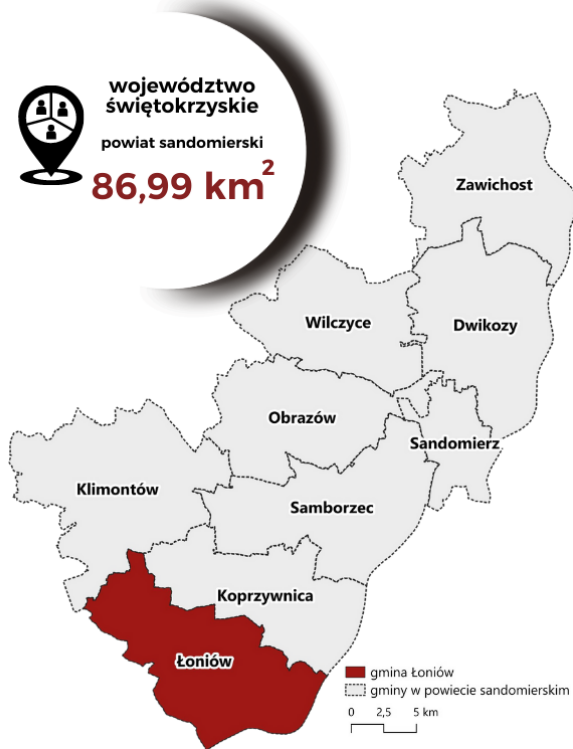 województwo
świętokrzyskie
powiat sandomierski
86,99 km²
Zawichost
Wilczyce
Dwikozy
Obrazów
Sandomierz
Klimontów
Samborzec
Koprzywnica
Łoniów
gmina Łoniów
gminy w powiecie sandomierskim
0 2,5 5 km